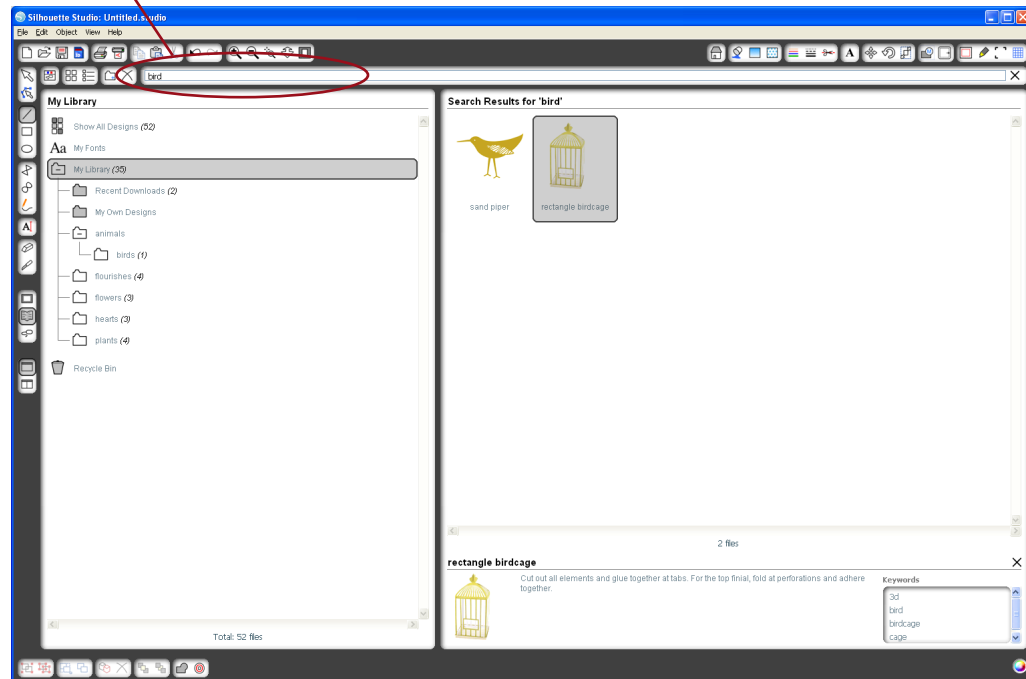 Silhouette Studio: Untitled.studio
File Edit Object View Help
A
bird
My Library
Search Results for 'bird'
Show All Designs (52)
Aa My Fonts
My Library (35)
Recent Downloads (2)
My Own Designs
animals
birds (1)
flourishes (4)
flowers (3)
hearts (3)
plants (4)
Recycle Bin
Total: 52 files
A
sand piper
rectangle birdcage
2 files
rectangle birdcage
Cut out all elements and glue together at tabs. For the top finial, fold at perforations and adhere
together.
Keywords
3d
bird
birdcage
cage